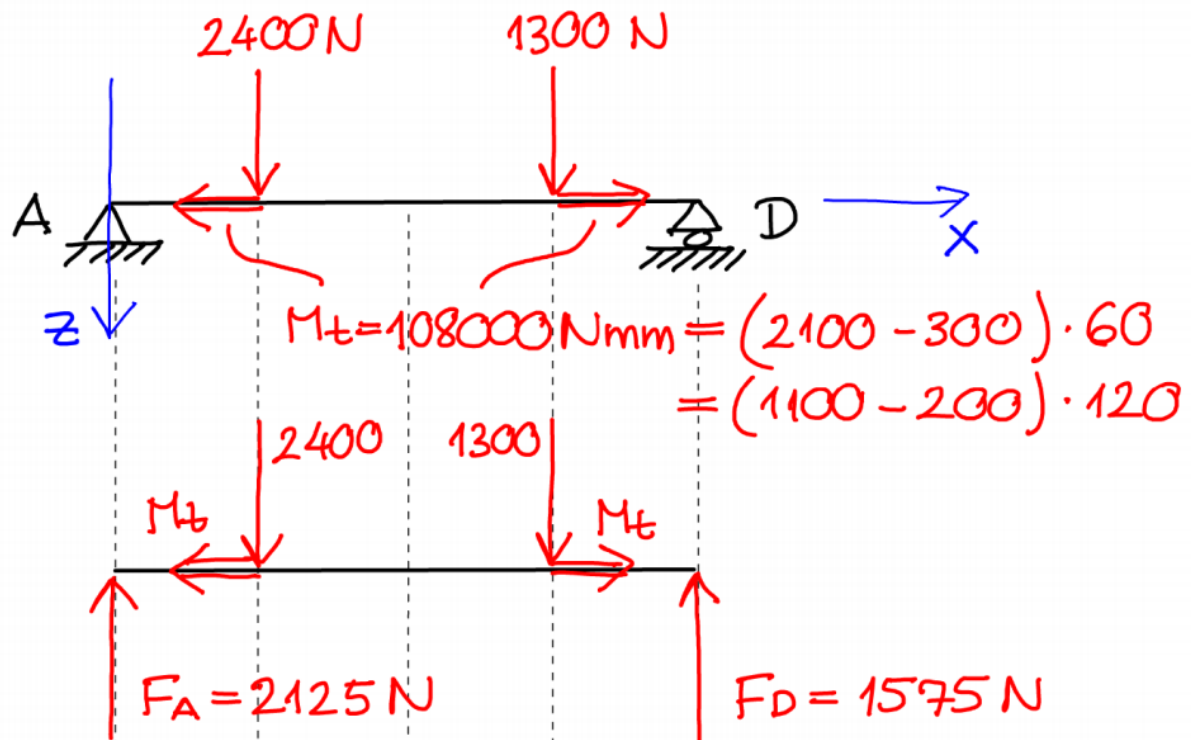 2400 N 1300 N
A D
X
Z
Mt = 108000 Nmm = (2100 - 300) · 60
= (1100 - 200) · 120
2400 1300
Mt Mt
FA = 2125 N FD = 1575 N